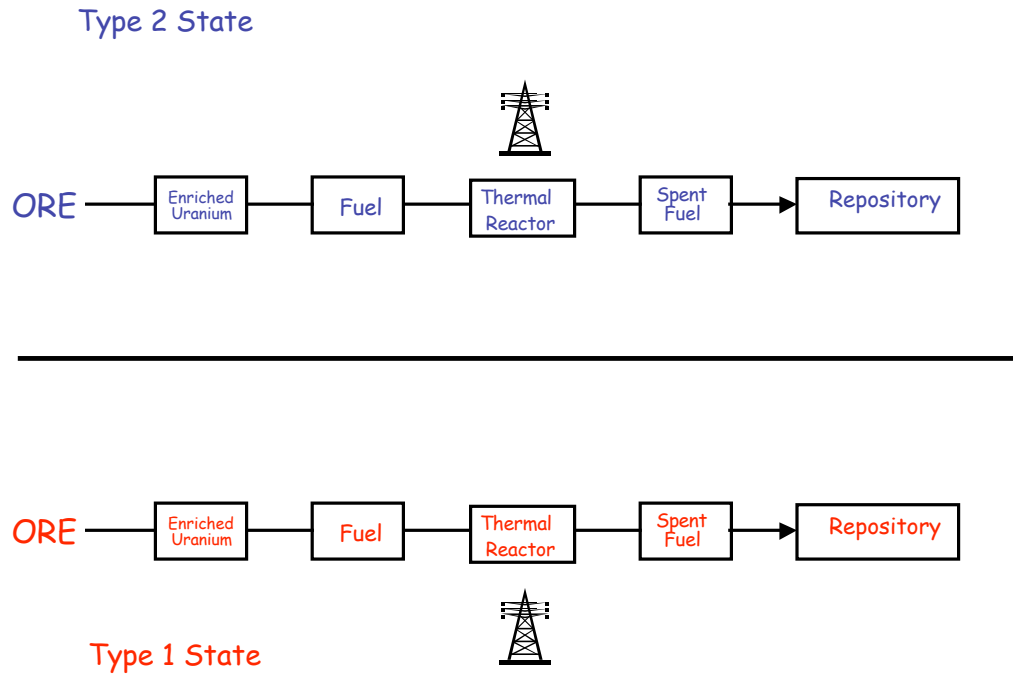 Type 2 State
ORE
Enriched
Uranium
Fuel
Thermal
Reactor
Spent
Fuel
Repository
ORE
Enriched
Uranium
Fuel
Thermal
Reactor
Spent
Fuel
Repository
Type 1 State